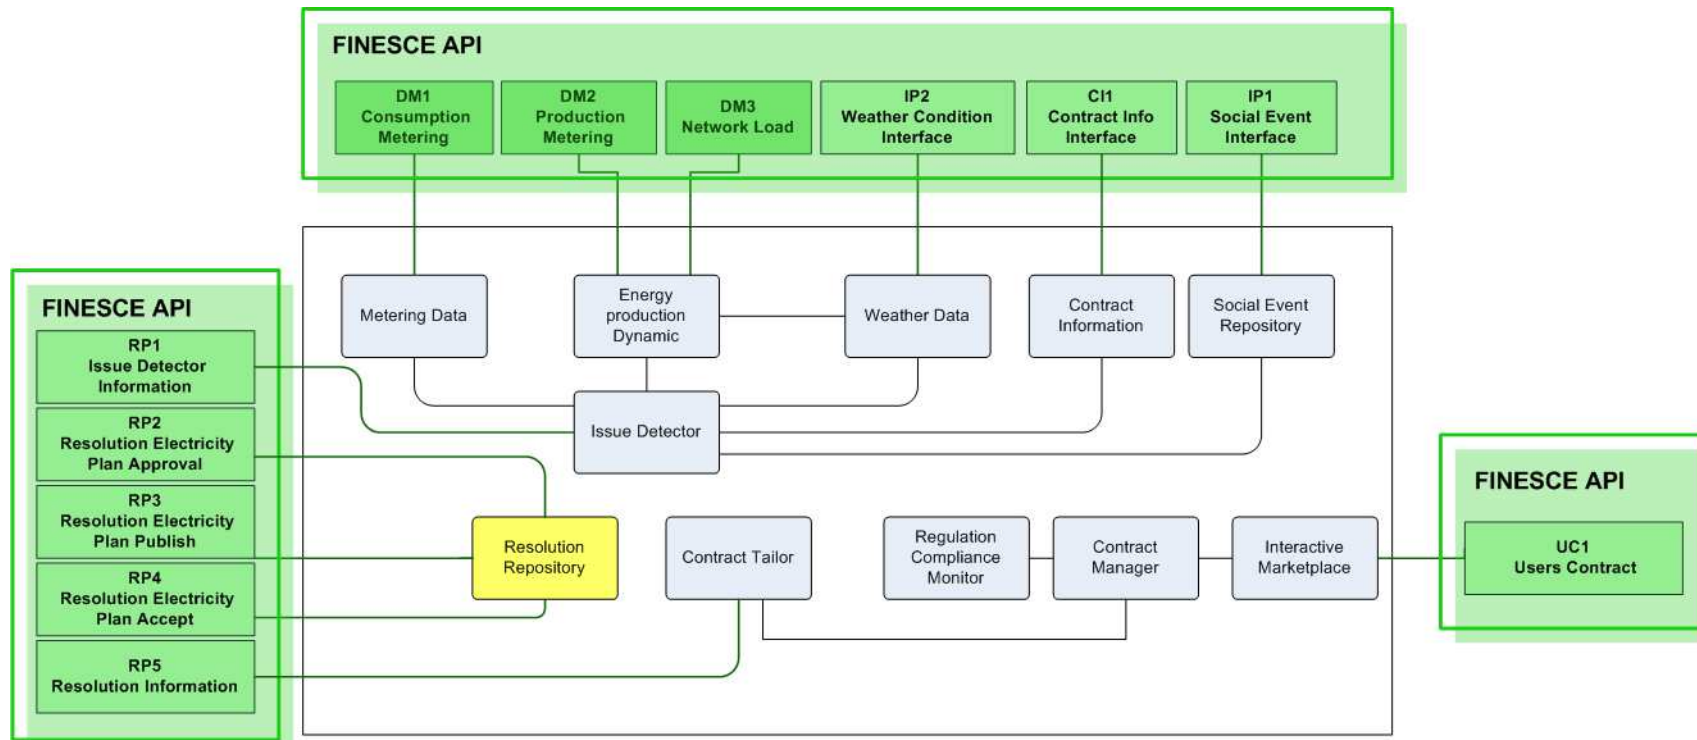 FINESCE API
DM1
Consumption
Metering
DM2
Production
Metering
DM3
Network Load
IP2
Weather Condition
Interface
CI1
Contract Info
Interface
IP1
Social Event
Interface
FINESCE API
RP1
Issue Detector
Information
RP2
Resolution Electricity
Plan Approval
RP3
Resolution Electricity
Plan Publish
RP4
Resolution Electricity
Plan Accept
RP5
Resolution Information
Metering Data
Energy
production
Dynamic
Weather Data
Contract
Information
Social Event
Repository
Issue Detector
Resolution
Repository
Contract Tailor
Regulation
Compliance
Monitor
Contract
Manager
Interactive
Marketplace
FINESCE API
UC1
Users Contract